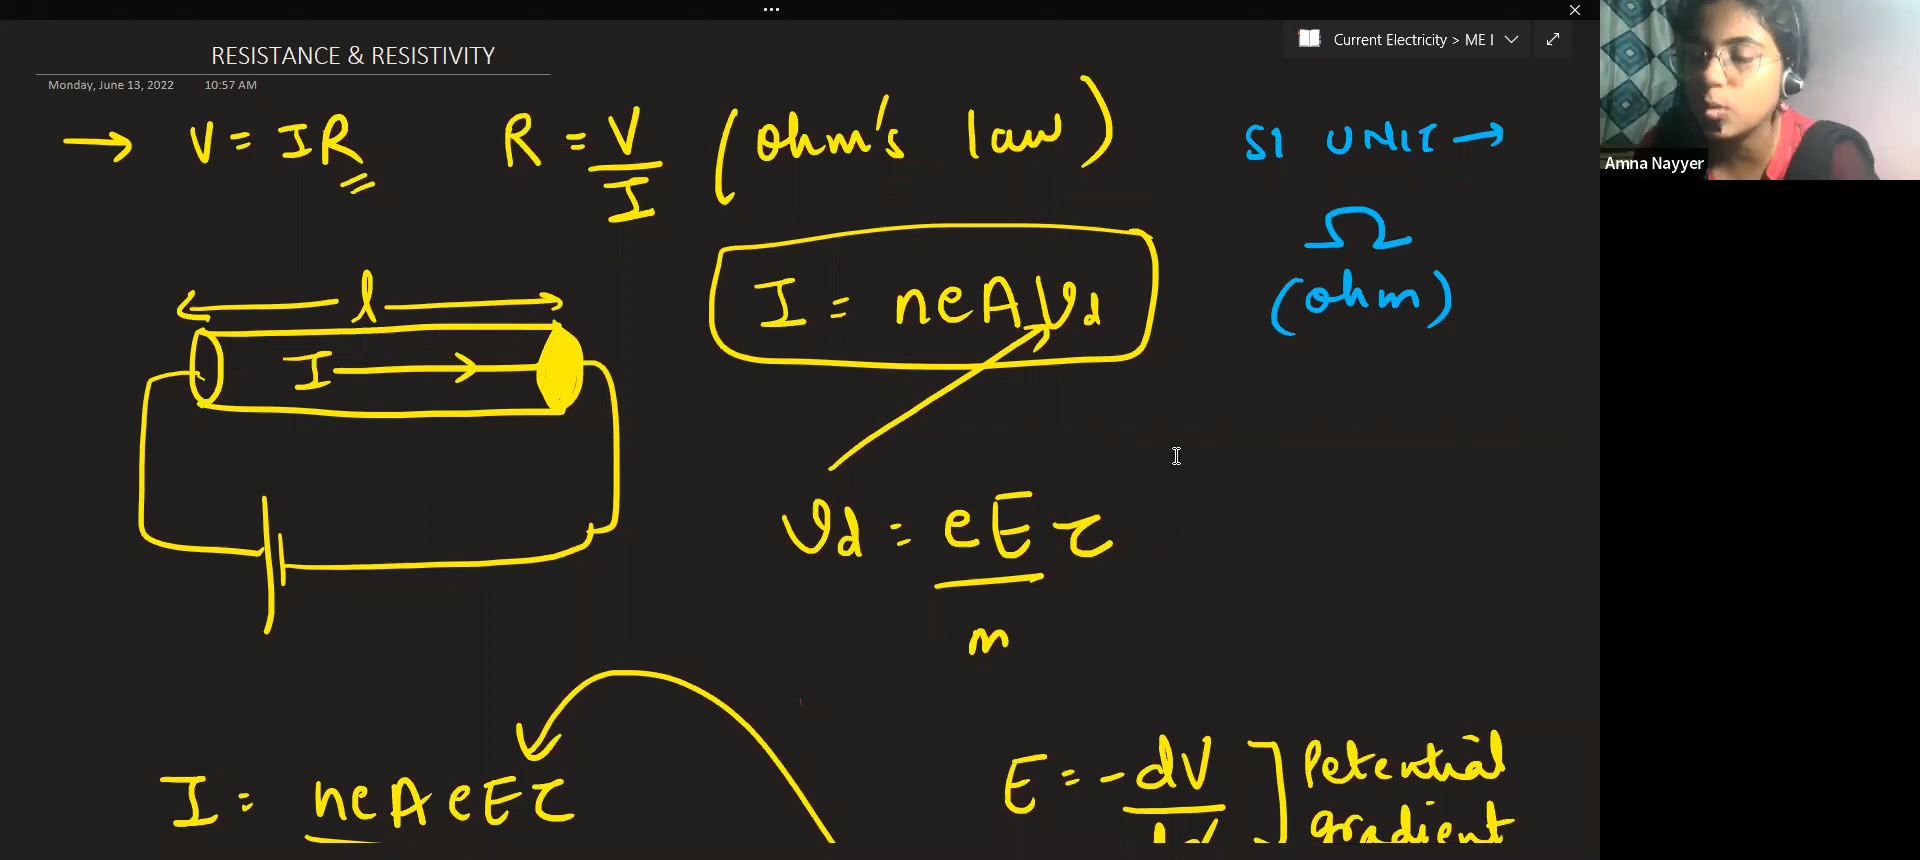 RESISTANCE & RESISTIVITY
Current Electricity > ME I
Monday, June 13, 2022 10:57 AM
→ V = IR R = V/I (ohm's law)
SI UNIT →
Ω
(ohm)
l
I = neAVd
I
Vd = eEτ/m
I = neAeEτ
E = -dV
Potential
gradient
Amna Nayyer